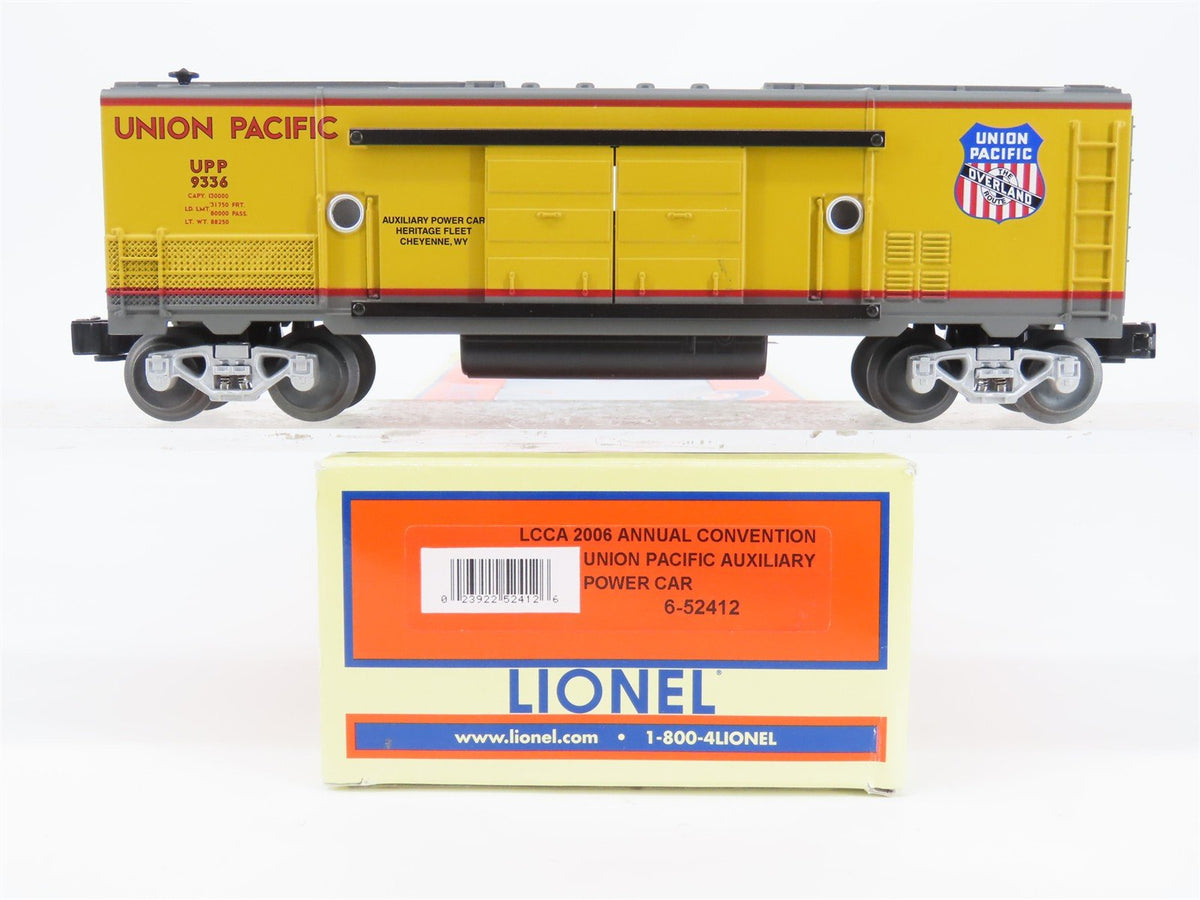 UNION PACIFIC
UPP
9336
CAPY. 130000
LD. LMT. 31750 FRT.
80000 PASS.
LT. WT. 88250
AUXILIARY POWER CAR
HERITAGE FLEET
CHEYENNE, WY
UNION
PACIFIC
THE
OVERLAND
ROUTE
LCCA 2006 ANNUAL CONVENTION
UNION PACIFIC AUXILIARY
POWER CAR
6-52412
0 23922 52412 6
LIONEL®
www.lionel.com • 1-800-4LIONEL